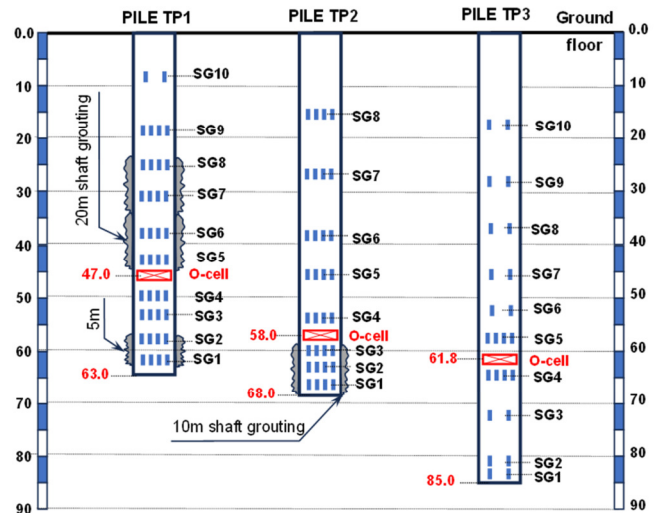 PILE TP1
PILE TP2
PILE TP3
Ground
floor
0.0
10
20
30
40
50
60
70
80
90
0.0
10
20
30
40
50
60
70
80
90
20m shaft grouting
5m
SG10
SG9
SG8
SG7
SG6
SG5
47.0
O-cell
SG4
SG3
SG2
SG1
63.0
SG8
SG7
SG6
SG5
SG4
58.0
O-cell
SG3
SG2
SG1
68.0
10m shaft grouting
SG10
SG9
SG8
SG7
SG6
SG5
61.8
O-cell
SG4
SG3
SG2
SG1
85.0